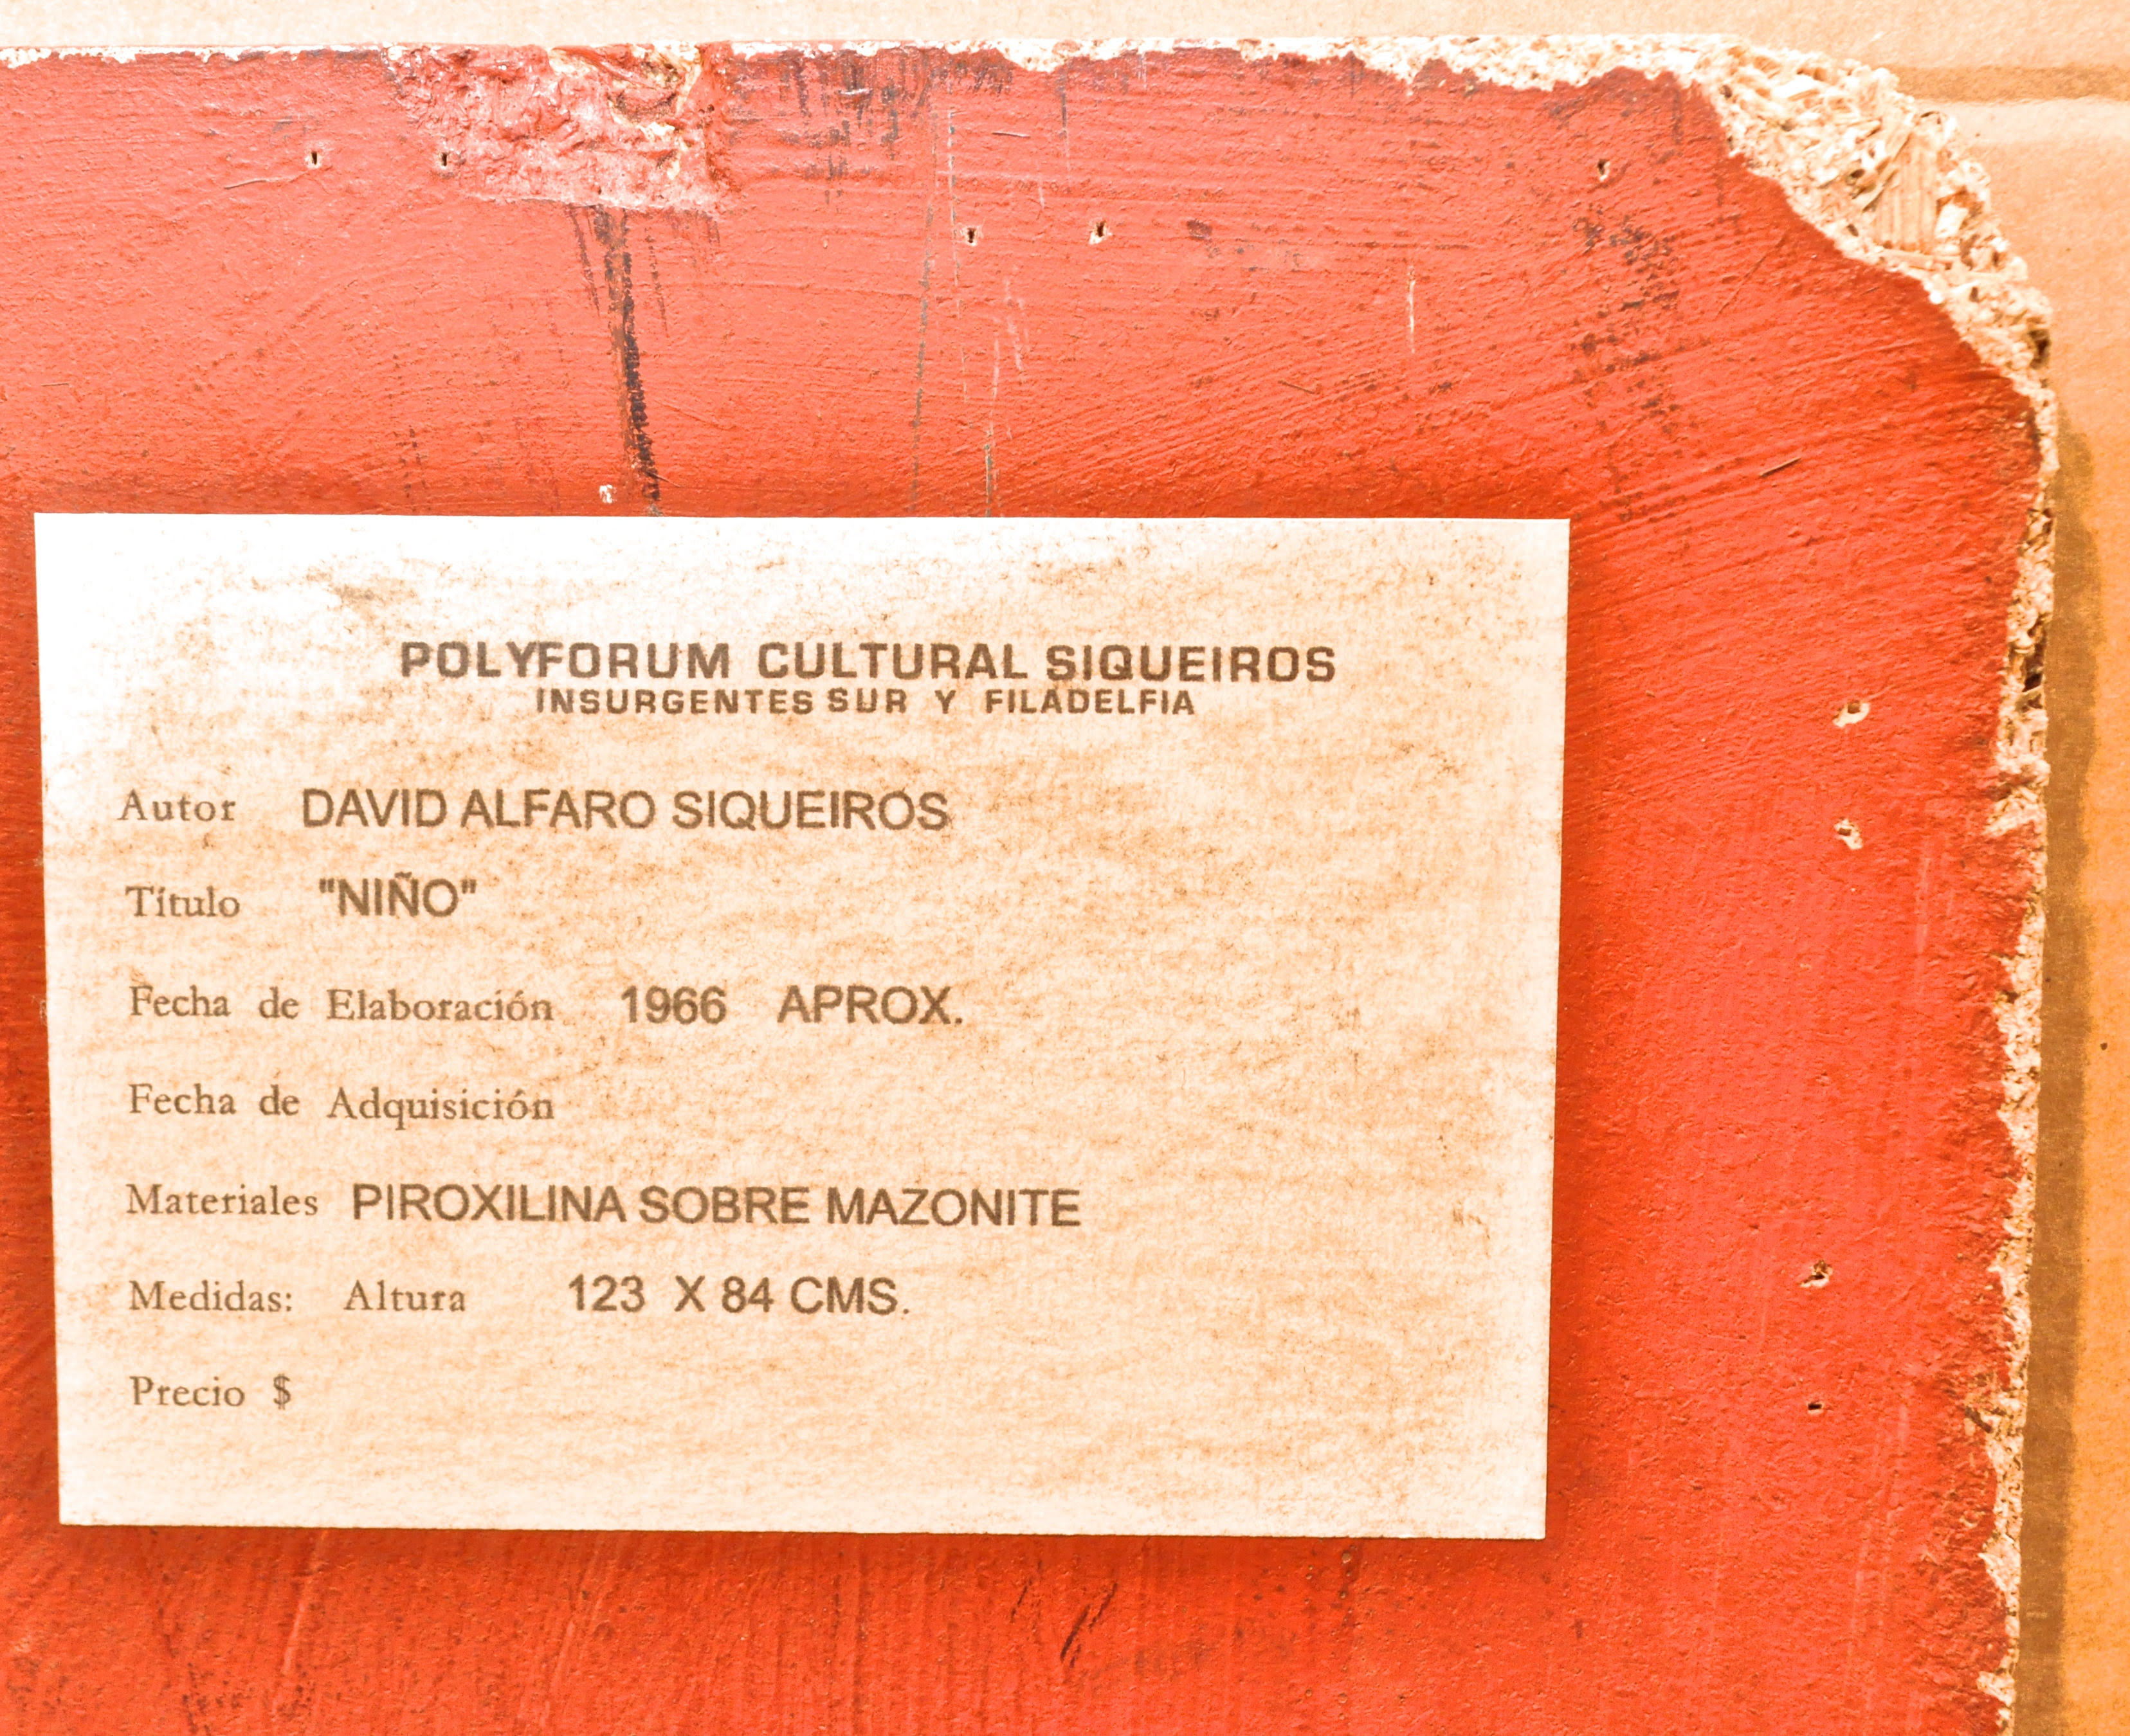 POLYFORUM CULTURAL SIQUEIROS
INSURGENTES SUR Y FILADELFIA
Autor DAVID ALFARO SIQUEIROS
Título "NIÑO"
Fecha de Elaboración 1966 APROX.
Fecha de Adquisición
Materiales PIROXILINA SOBRE MAZONITE
Medidas: Altura 123 X 84 CMS.
Precio $